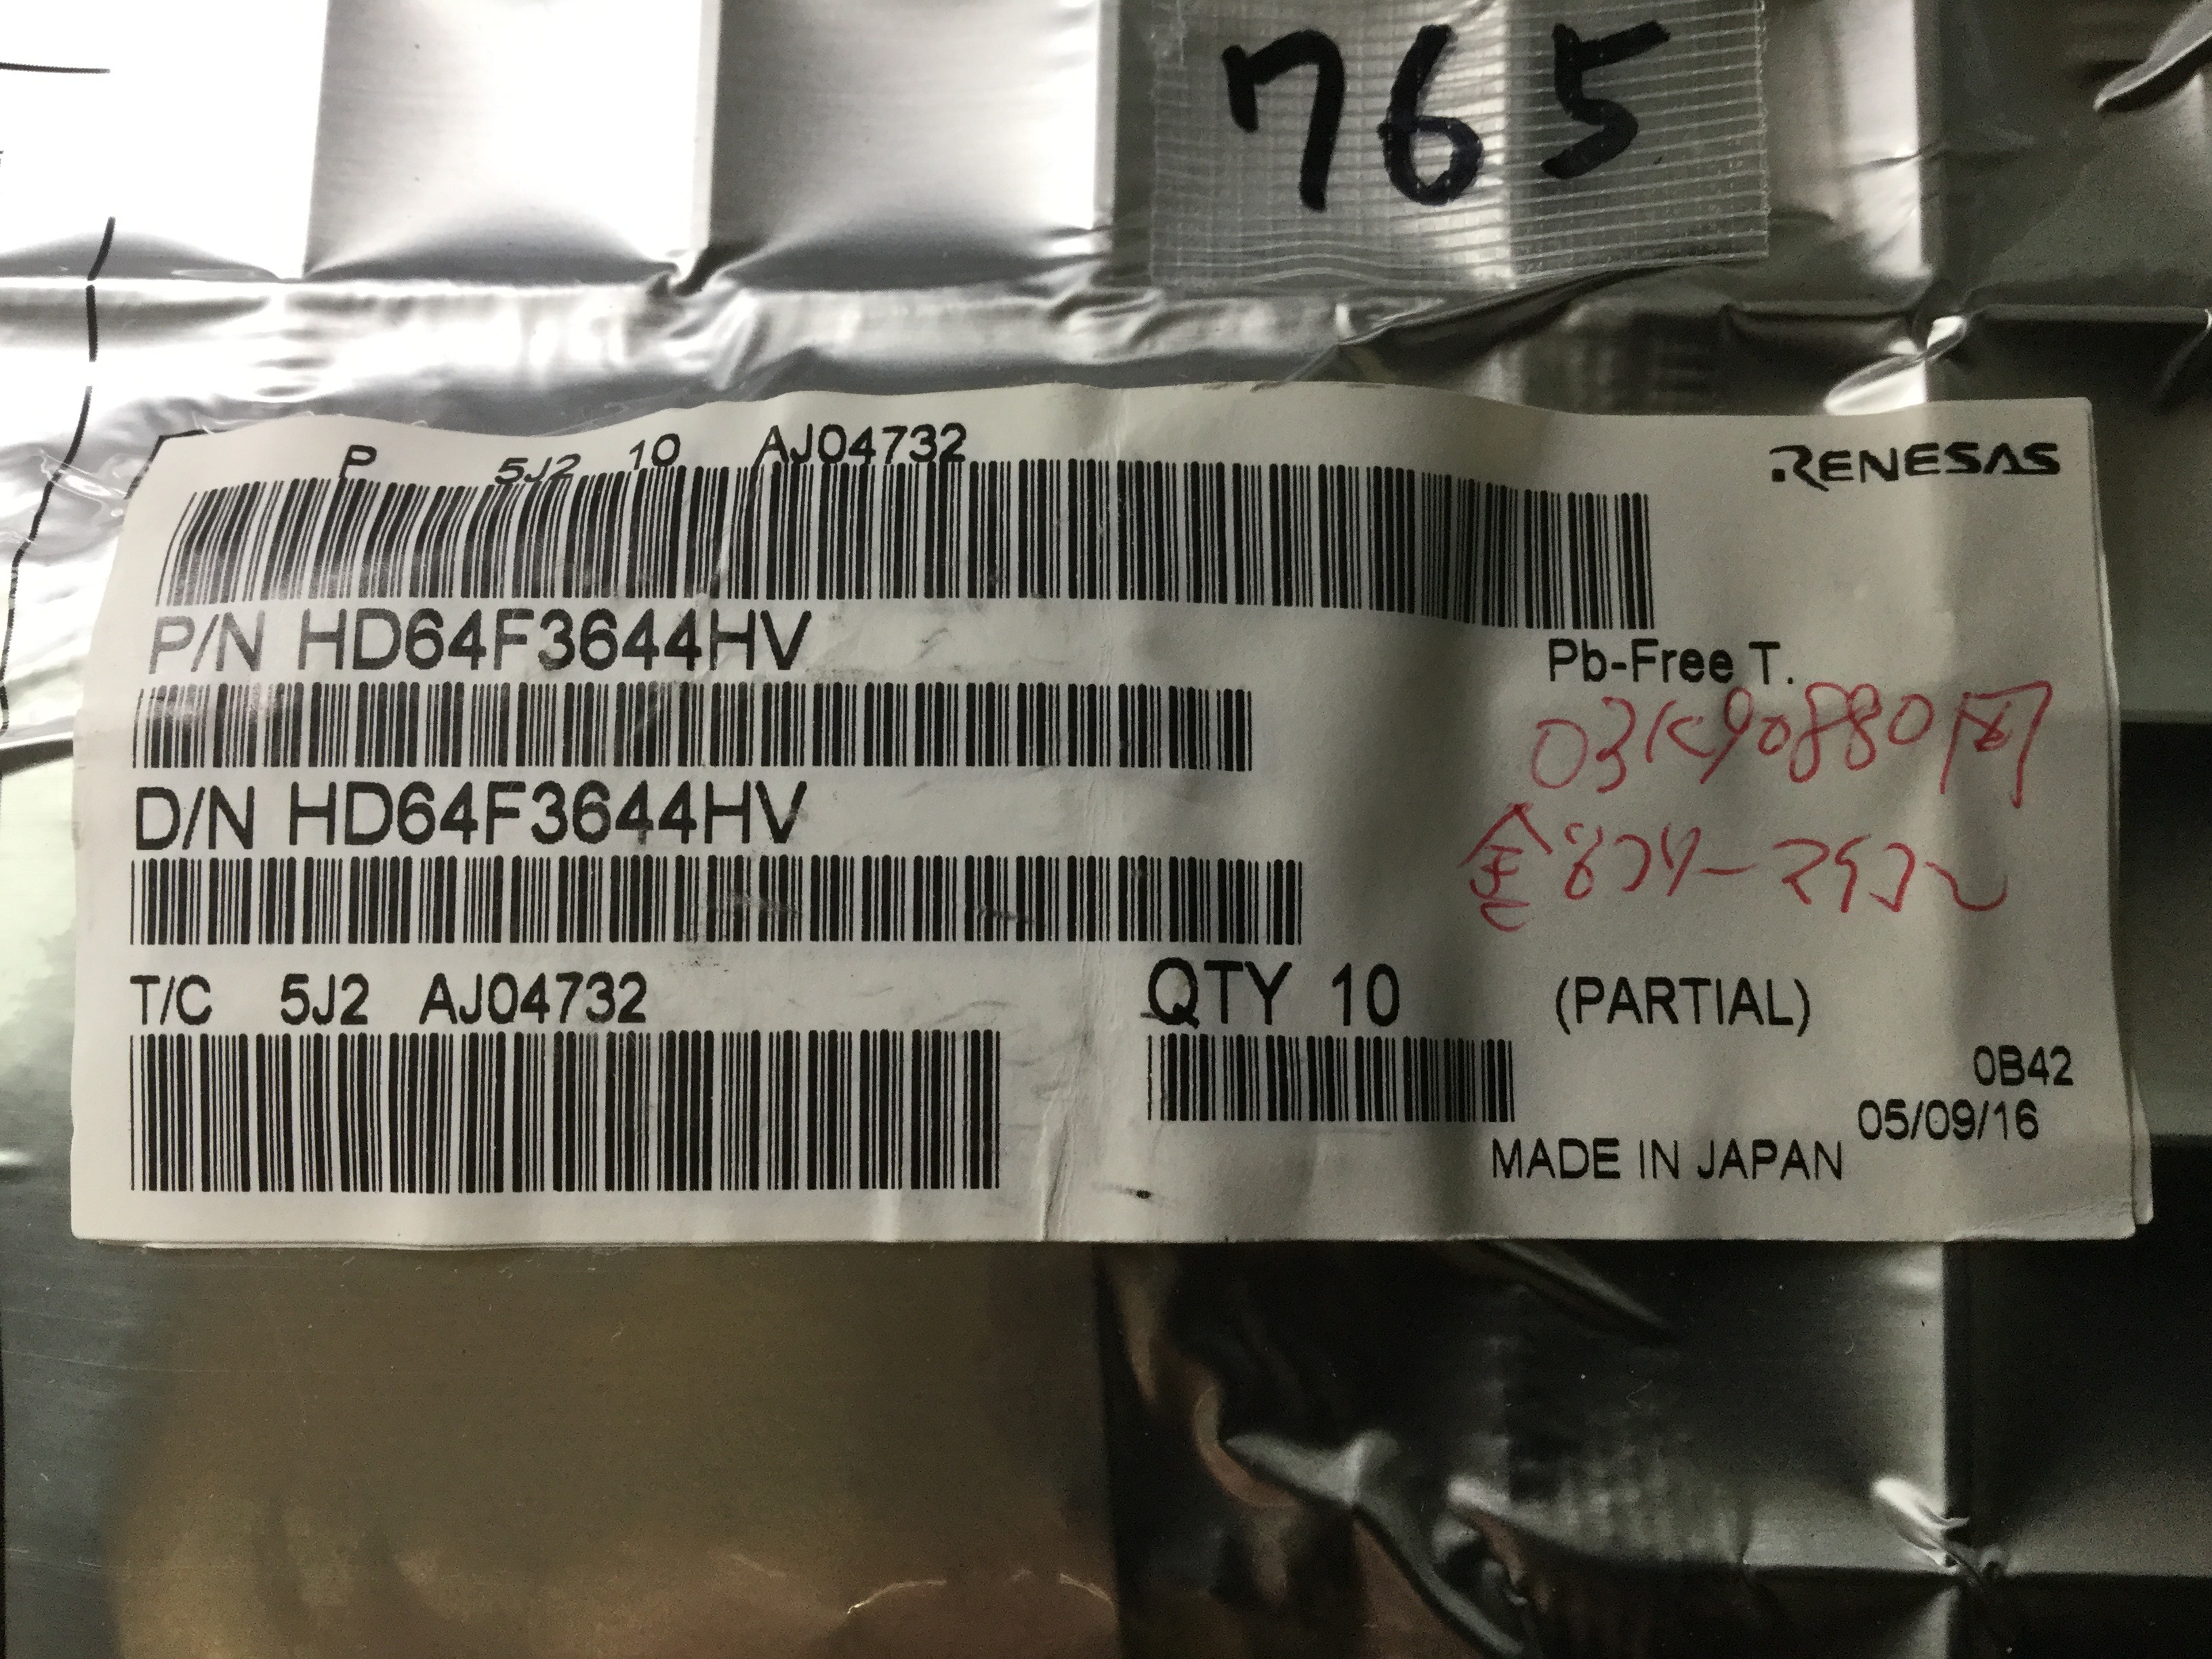 765
P 5J2 10 AJ04732
RENESAS
P/N HD64F3644HV
Pb-Free T.
D/N HD64F3644HV
T/C 5J2 AJ04732
QTY 10 (PARTIAL)
0B42
05/09/16
MADE IN JAPAN